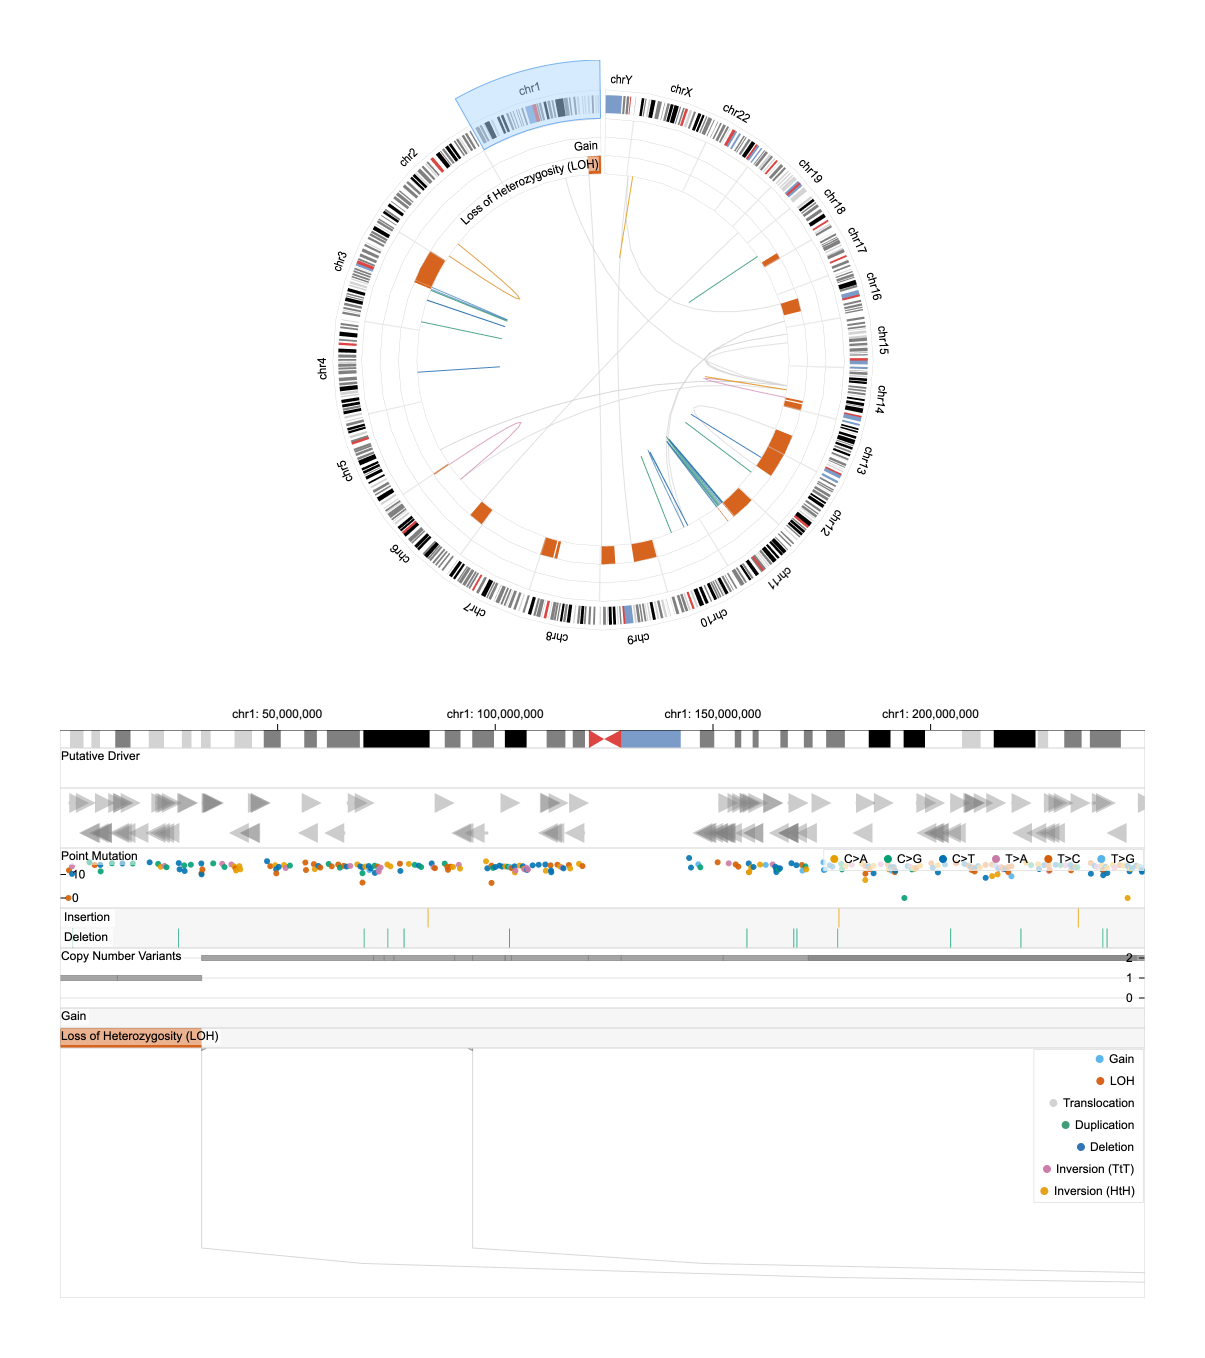 chrY
chrX
chr22
chr1
chr19
chr18
chr17
chr16
chr15
chr14
chr13
chr12
chr11
chr10
chr9
chr8
chr7
chr6
chr5
chr4
chr3
chr2
Gain
Loss of Heterozygosity (LOH)
chr1: 50,000,000 chr1: 100,000,000 chr1: 150,000,000 chr1: 200,000,000
Putative Driver
Point Mutation C>A C>G C>T T>A T>C T>G
10
0
Insertion
Deletion
Copy Number Variants 2
1
0
Gain
Loss of Heterozygosity (LOH)
Gain
LOH
Translocation
Duplication
Deletion
Inversion (TtT)
Inversion (HtH)